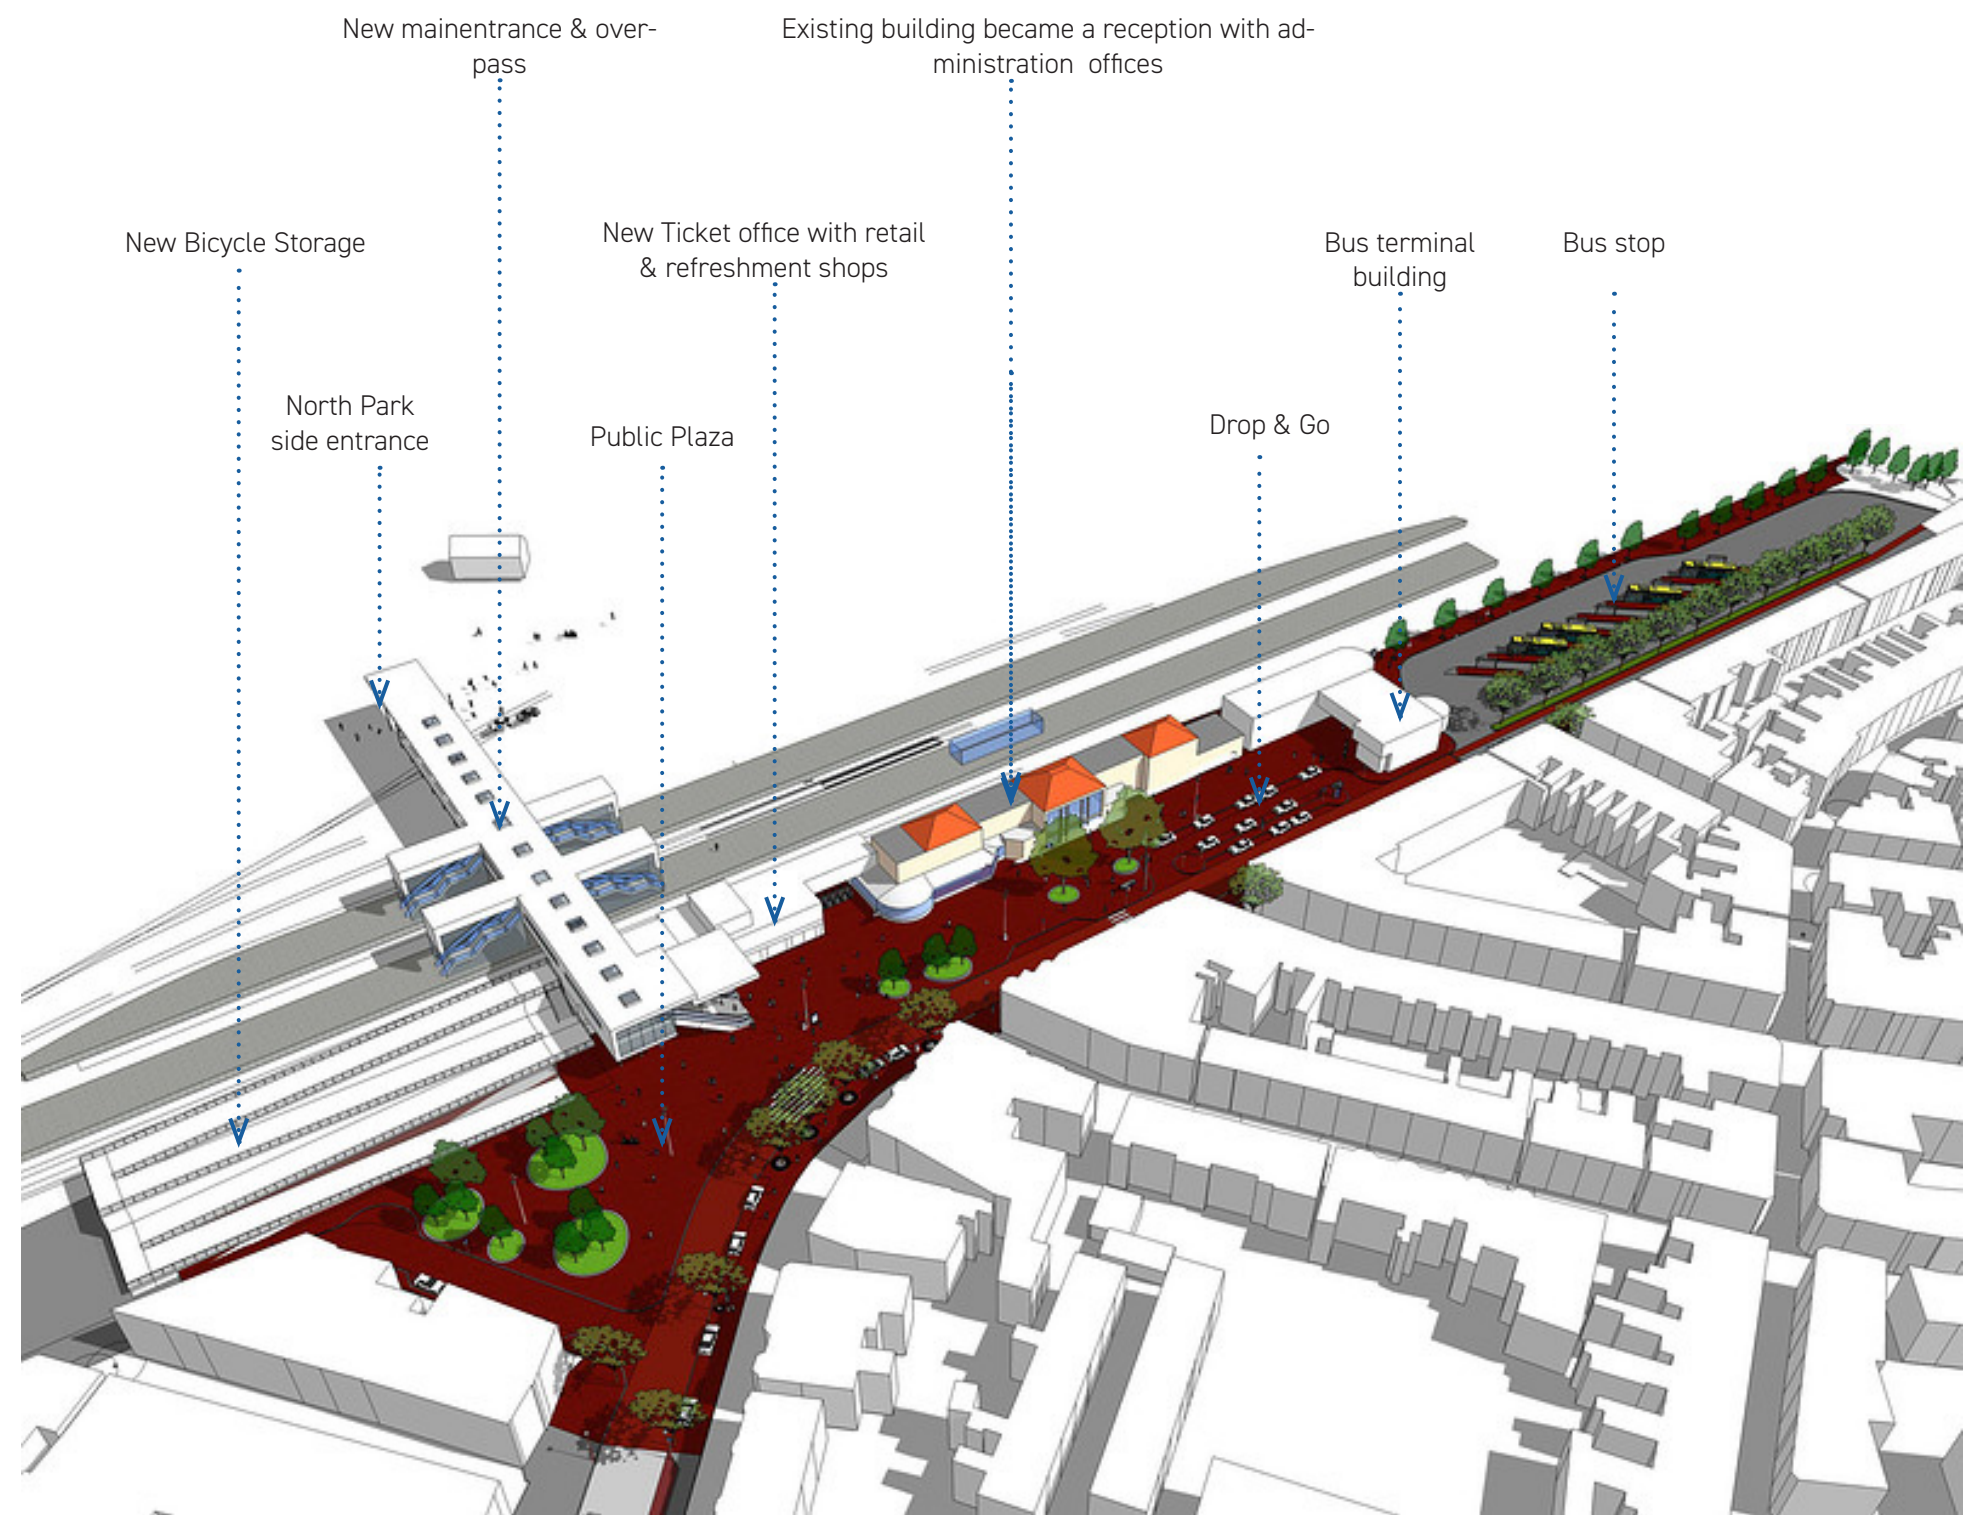 New mainentrance & over-
pass
Existing building became a reception with ad-
ministration offices
New Bicycle Storage
New Ticket office with retail
& refreshment shops
Bus terminal
building
Bus stop
North Park
side entrance
Public Plaza
Drop & Go